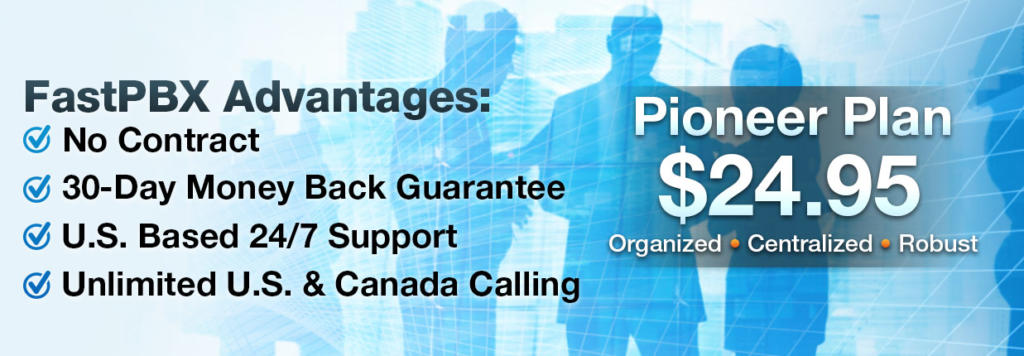 FastPBX Advantages:
No Contract
30-Day Money Back Guarantee
U.S. Based 24/7 Support
Unlimited U.S. & Canada Calling
Pioneer Plan
$24.95
Organized • Centralized • Robust